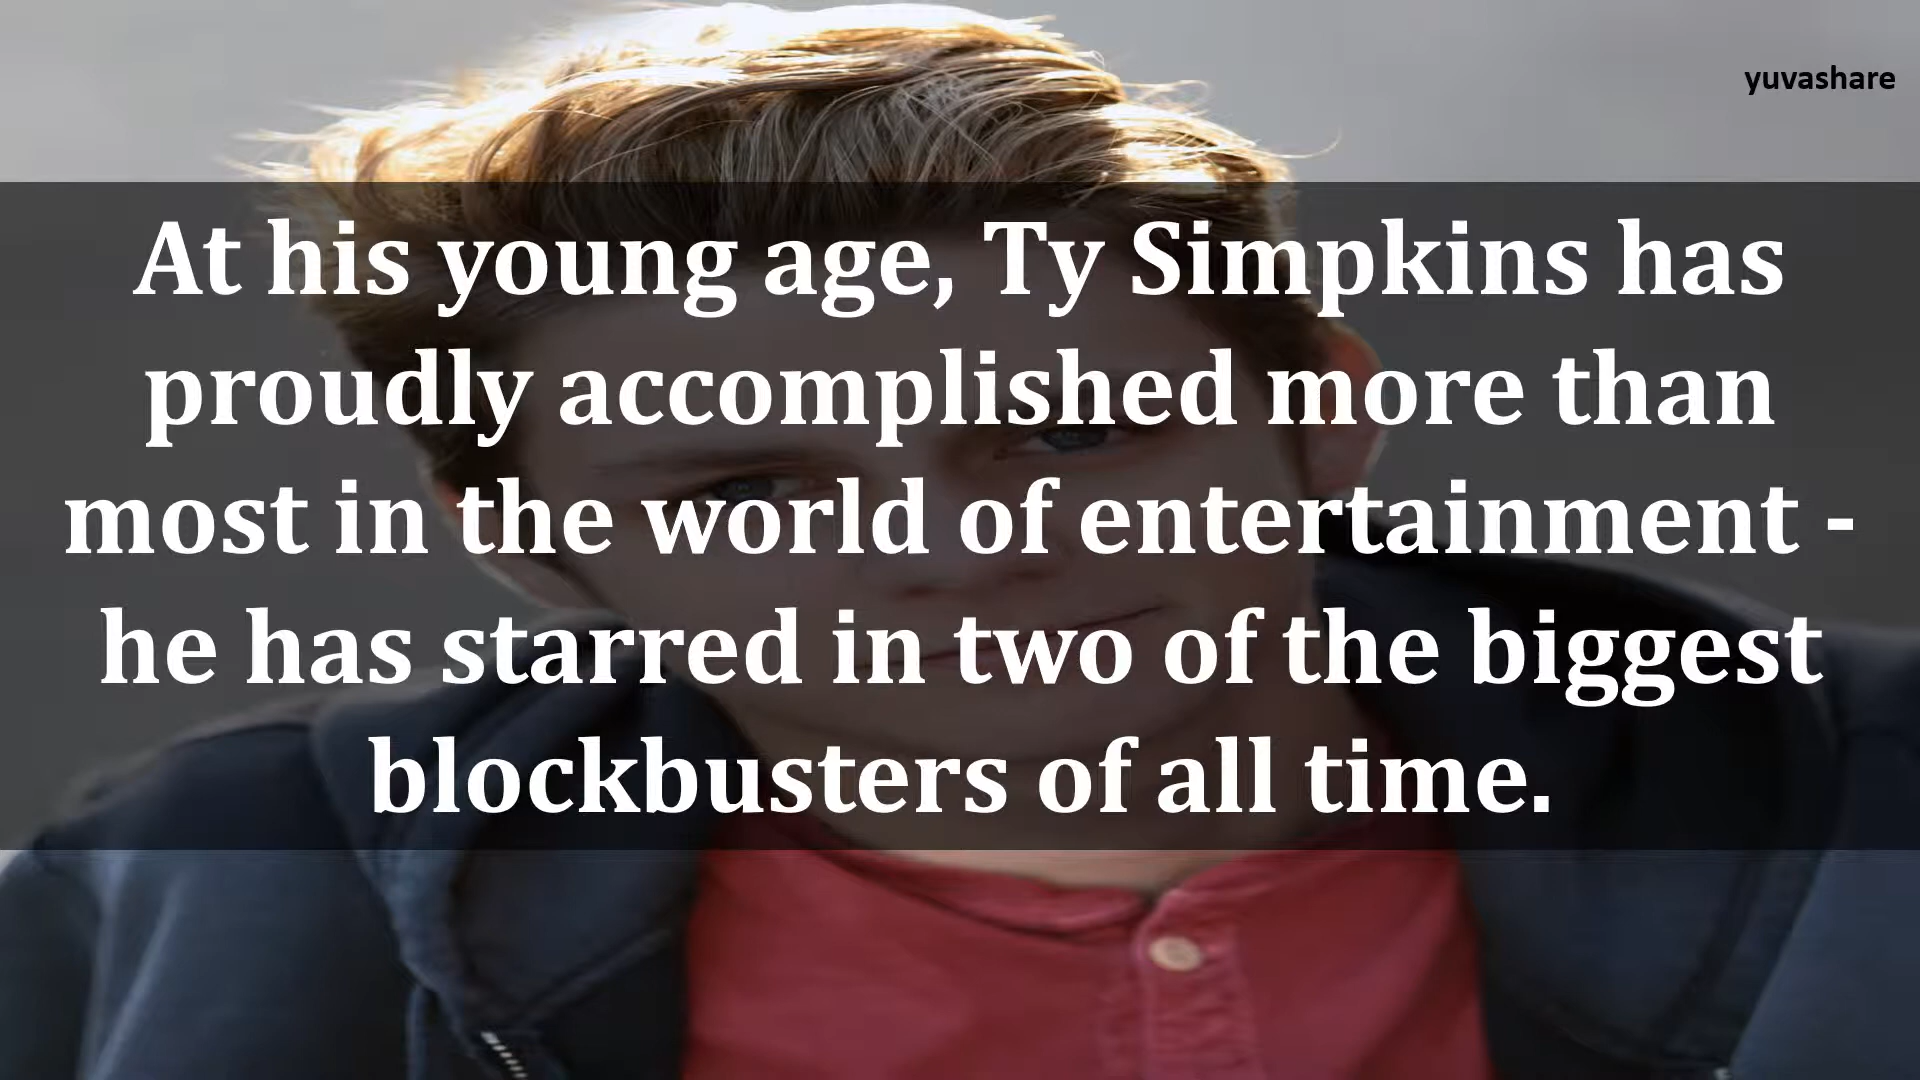 yuvashare
At his young age, Ty Simpkins has
proudly accomplished more than
most in the world of entertainment -
he has starred in two of the biggest
blockbusters of all time.